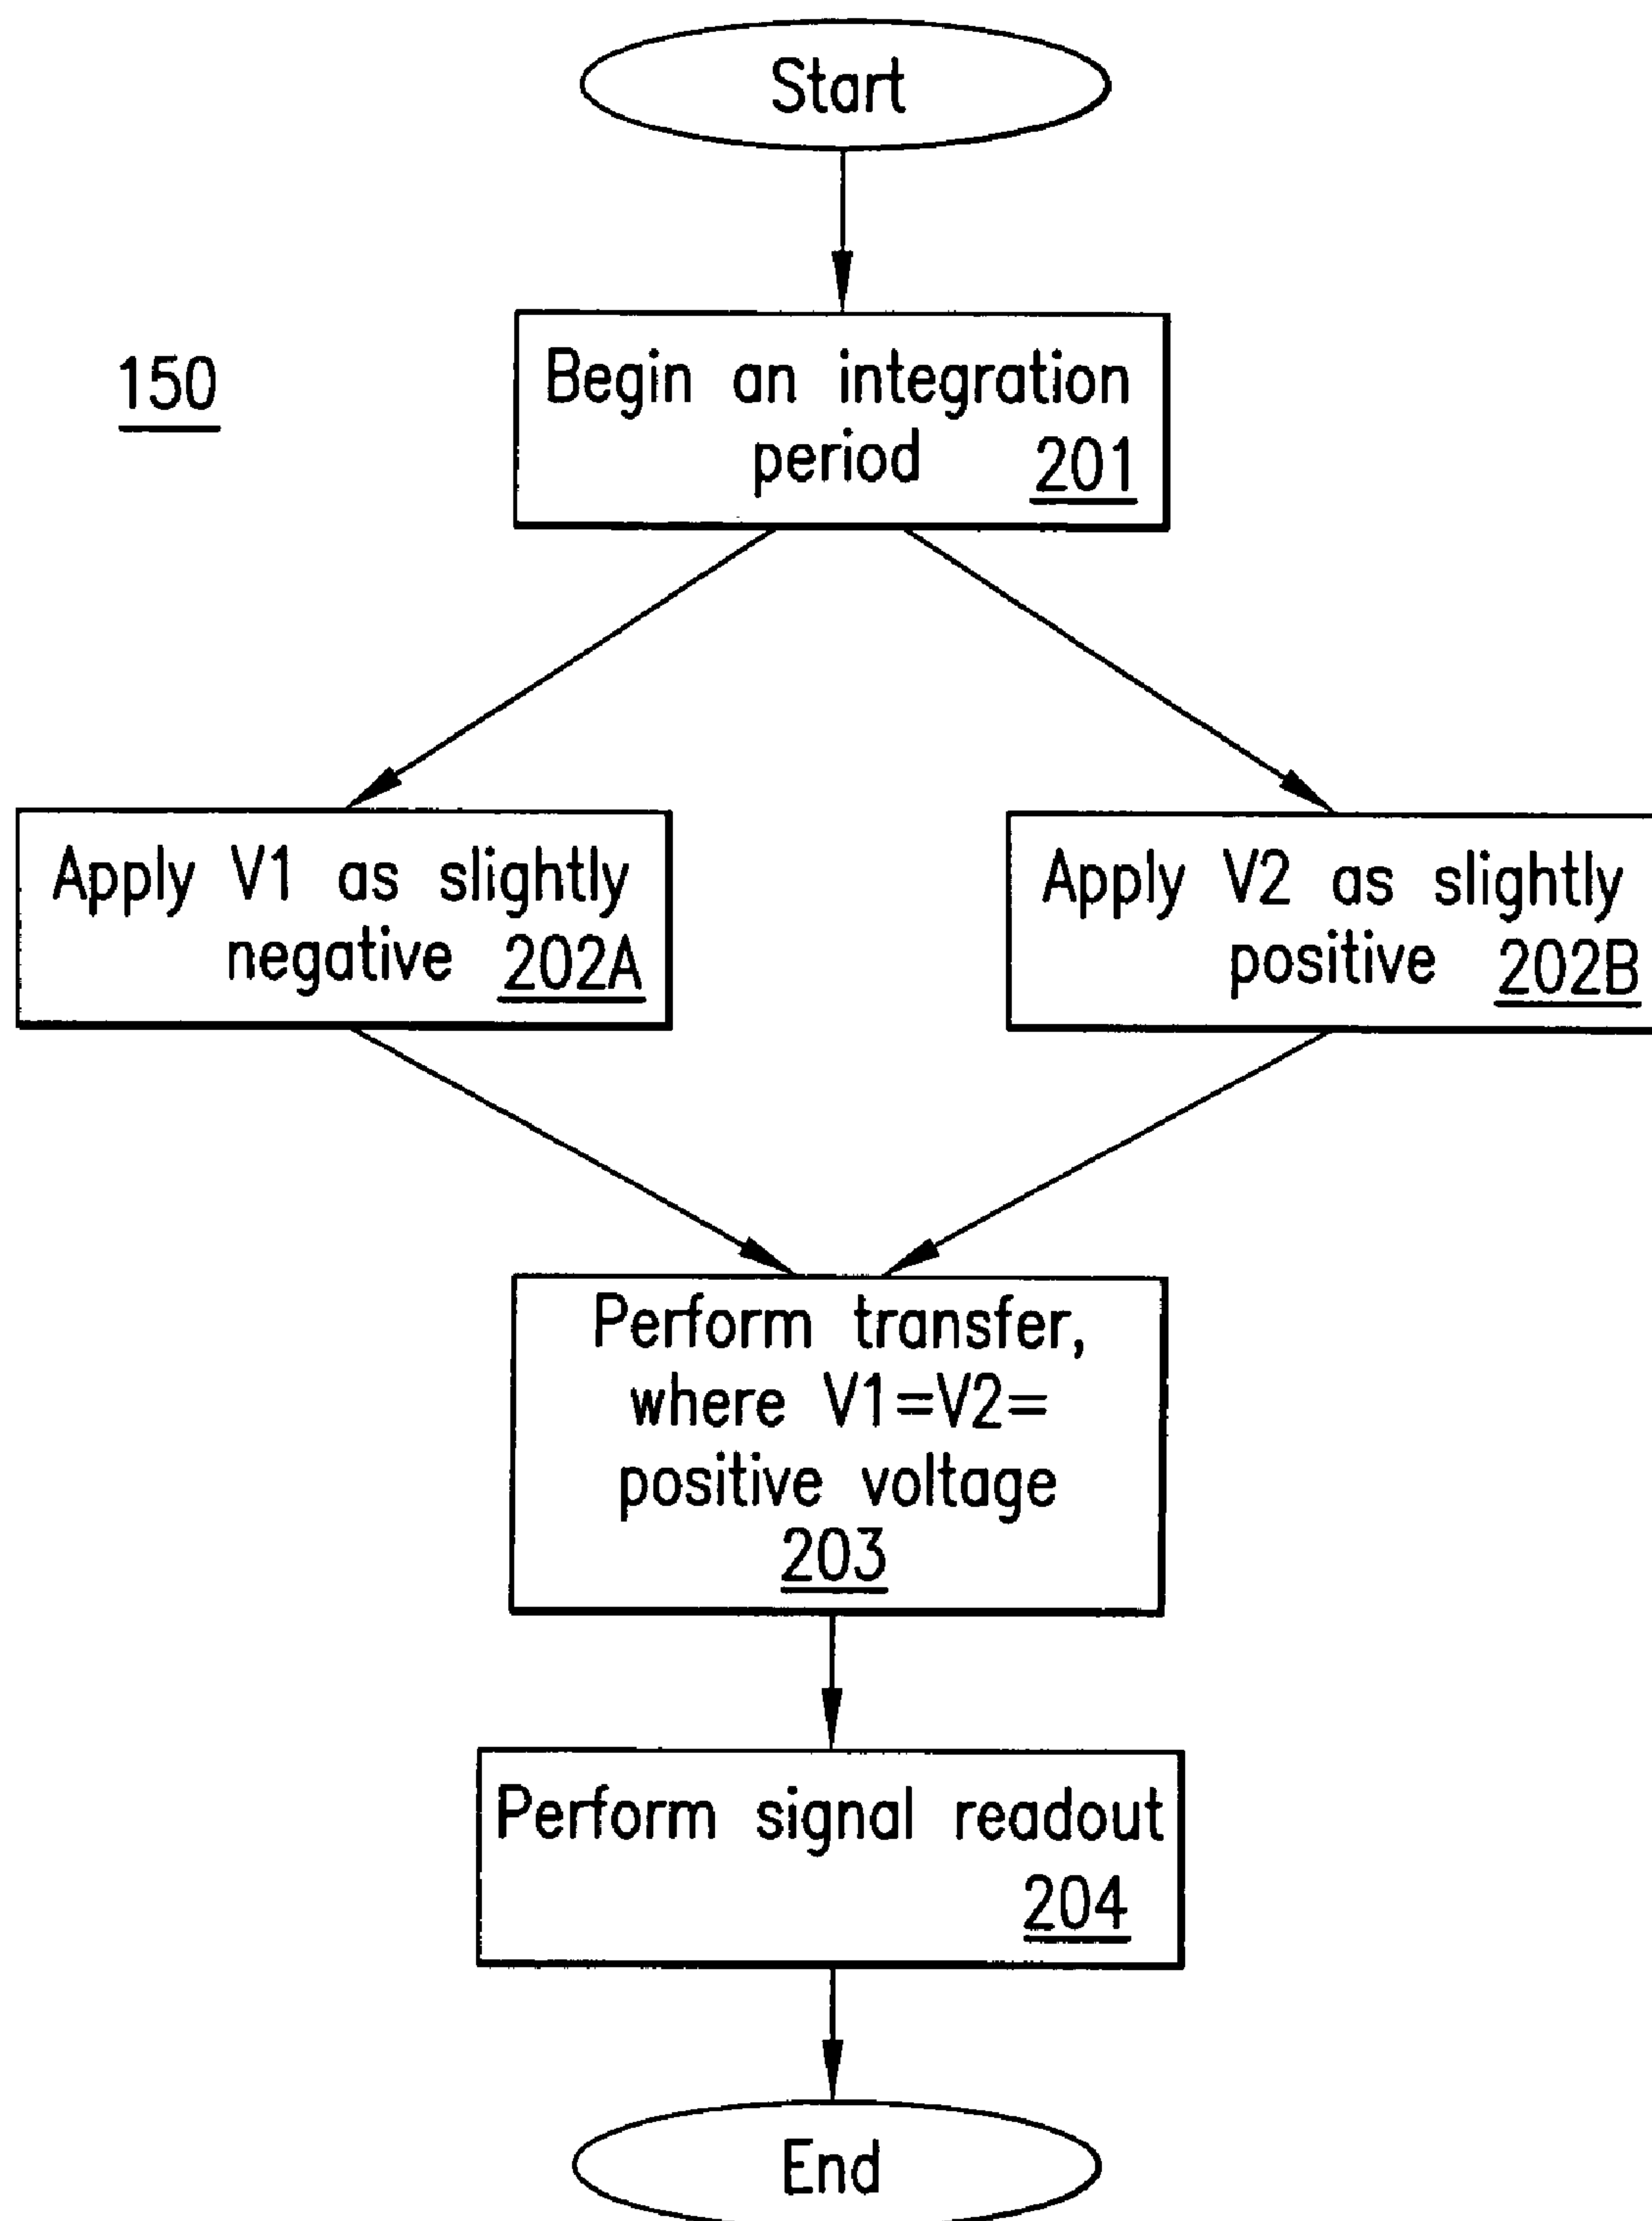 Start
150
Begin an integration
period 201
Apply V1 as slightly
negative 202A
Apply V2 as slightly
positive 202B
Perform transfer,
where V1=V2=
positive voltage
203
Perform signal readout
204
End